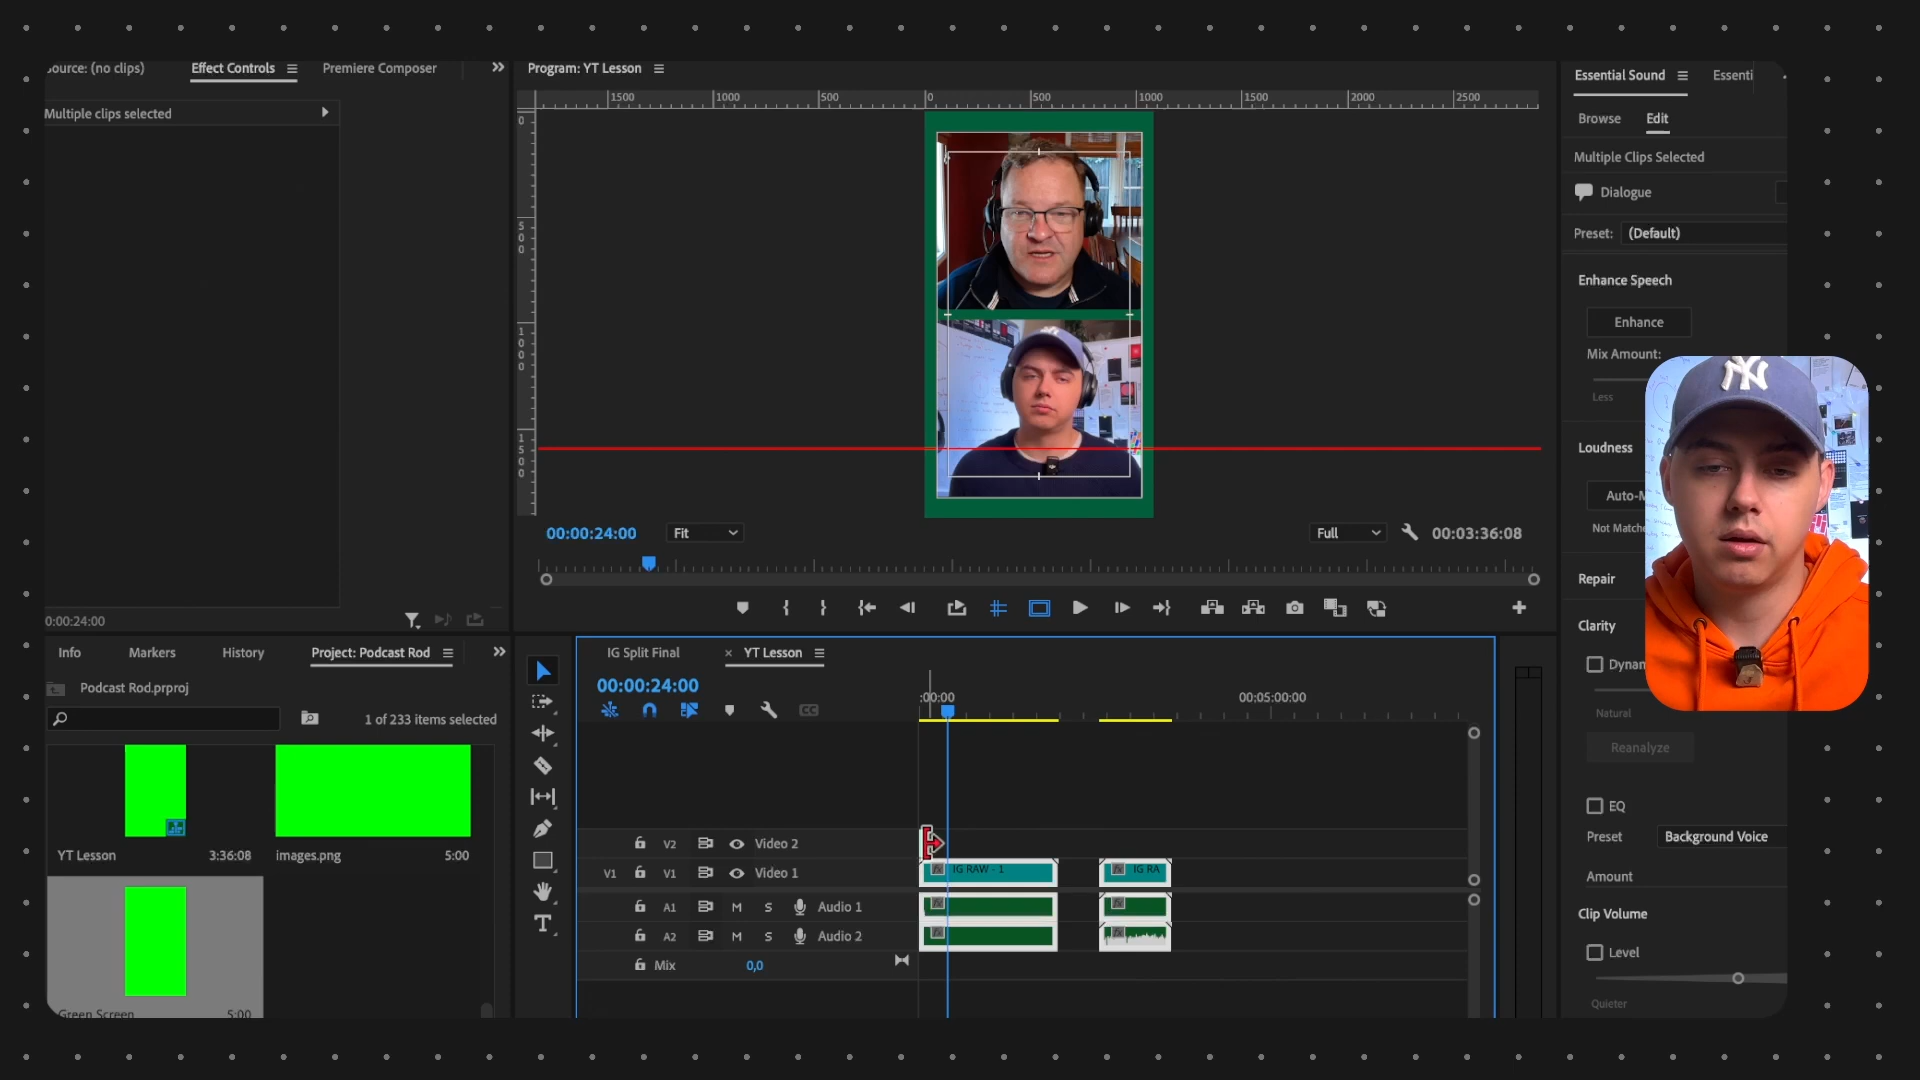 ource: (no clips)
Effect Controls
Premiere Composer
Multiple clips selected
0:00:24:00
Program: YT Lesson
1500
1000
500
0
500
1000
1500
2000
2500
0
500
1000
1500
00:00:24:00
Fit
Full
00:03:36:08
Essential Sound
Essenti
Browse
Edit
Multiple Clips Selected
Dialogue
Preset:
(Default)
Enhance Speech
Enhance
Mix Amount:
Less
Loudness
Auto-M
Not Matche
Repair
Clarity
Dynam
Natural
Reanalyze
EQ
Preset
Background Voice
Amount
Clip Volume
Level
Quieter
Info
Markers
History
Project: Podcast Rod
Podcast Rod.prproj
1 of 233 items selected
YT Lesson
3:36:08
images.png
5:00
Green Screen
5:00
IG Split Final
× YT Lesson
00:00:24:00
:00:00
00:05:00:00
V2
Video 2
V1
V1
Video 1
IG RAW - 1
IG RA
A1
M
S
Audio 1
A2
M
S
Audio 2
Mix
0,0